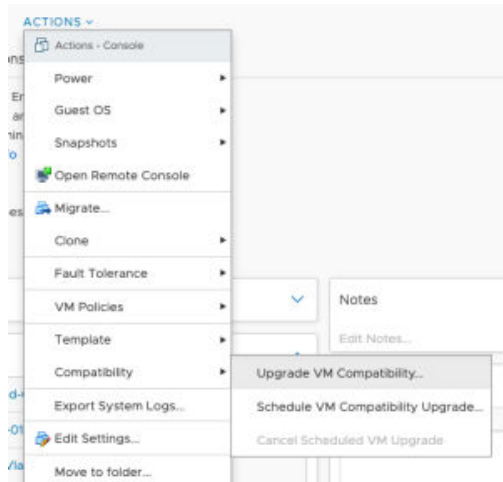 ACTIONS
Actions - Console
Power
Guest OS
Snapshots
Open Remote Console
Migrate...
Clone
Fault Tolerance
VM Policies
Notes
Template
Edit Notes...
Compatibility
Upgrade VM Compatibility...
Export System Logs...
Schedule VM Compatibility Upgrade...
Edit Settings...
Cancel Scheduled VM Upgrade
Move to folder...